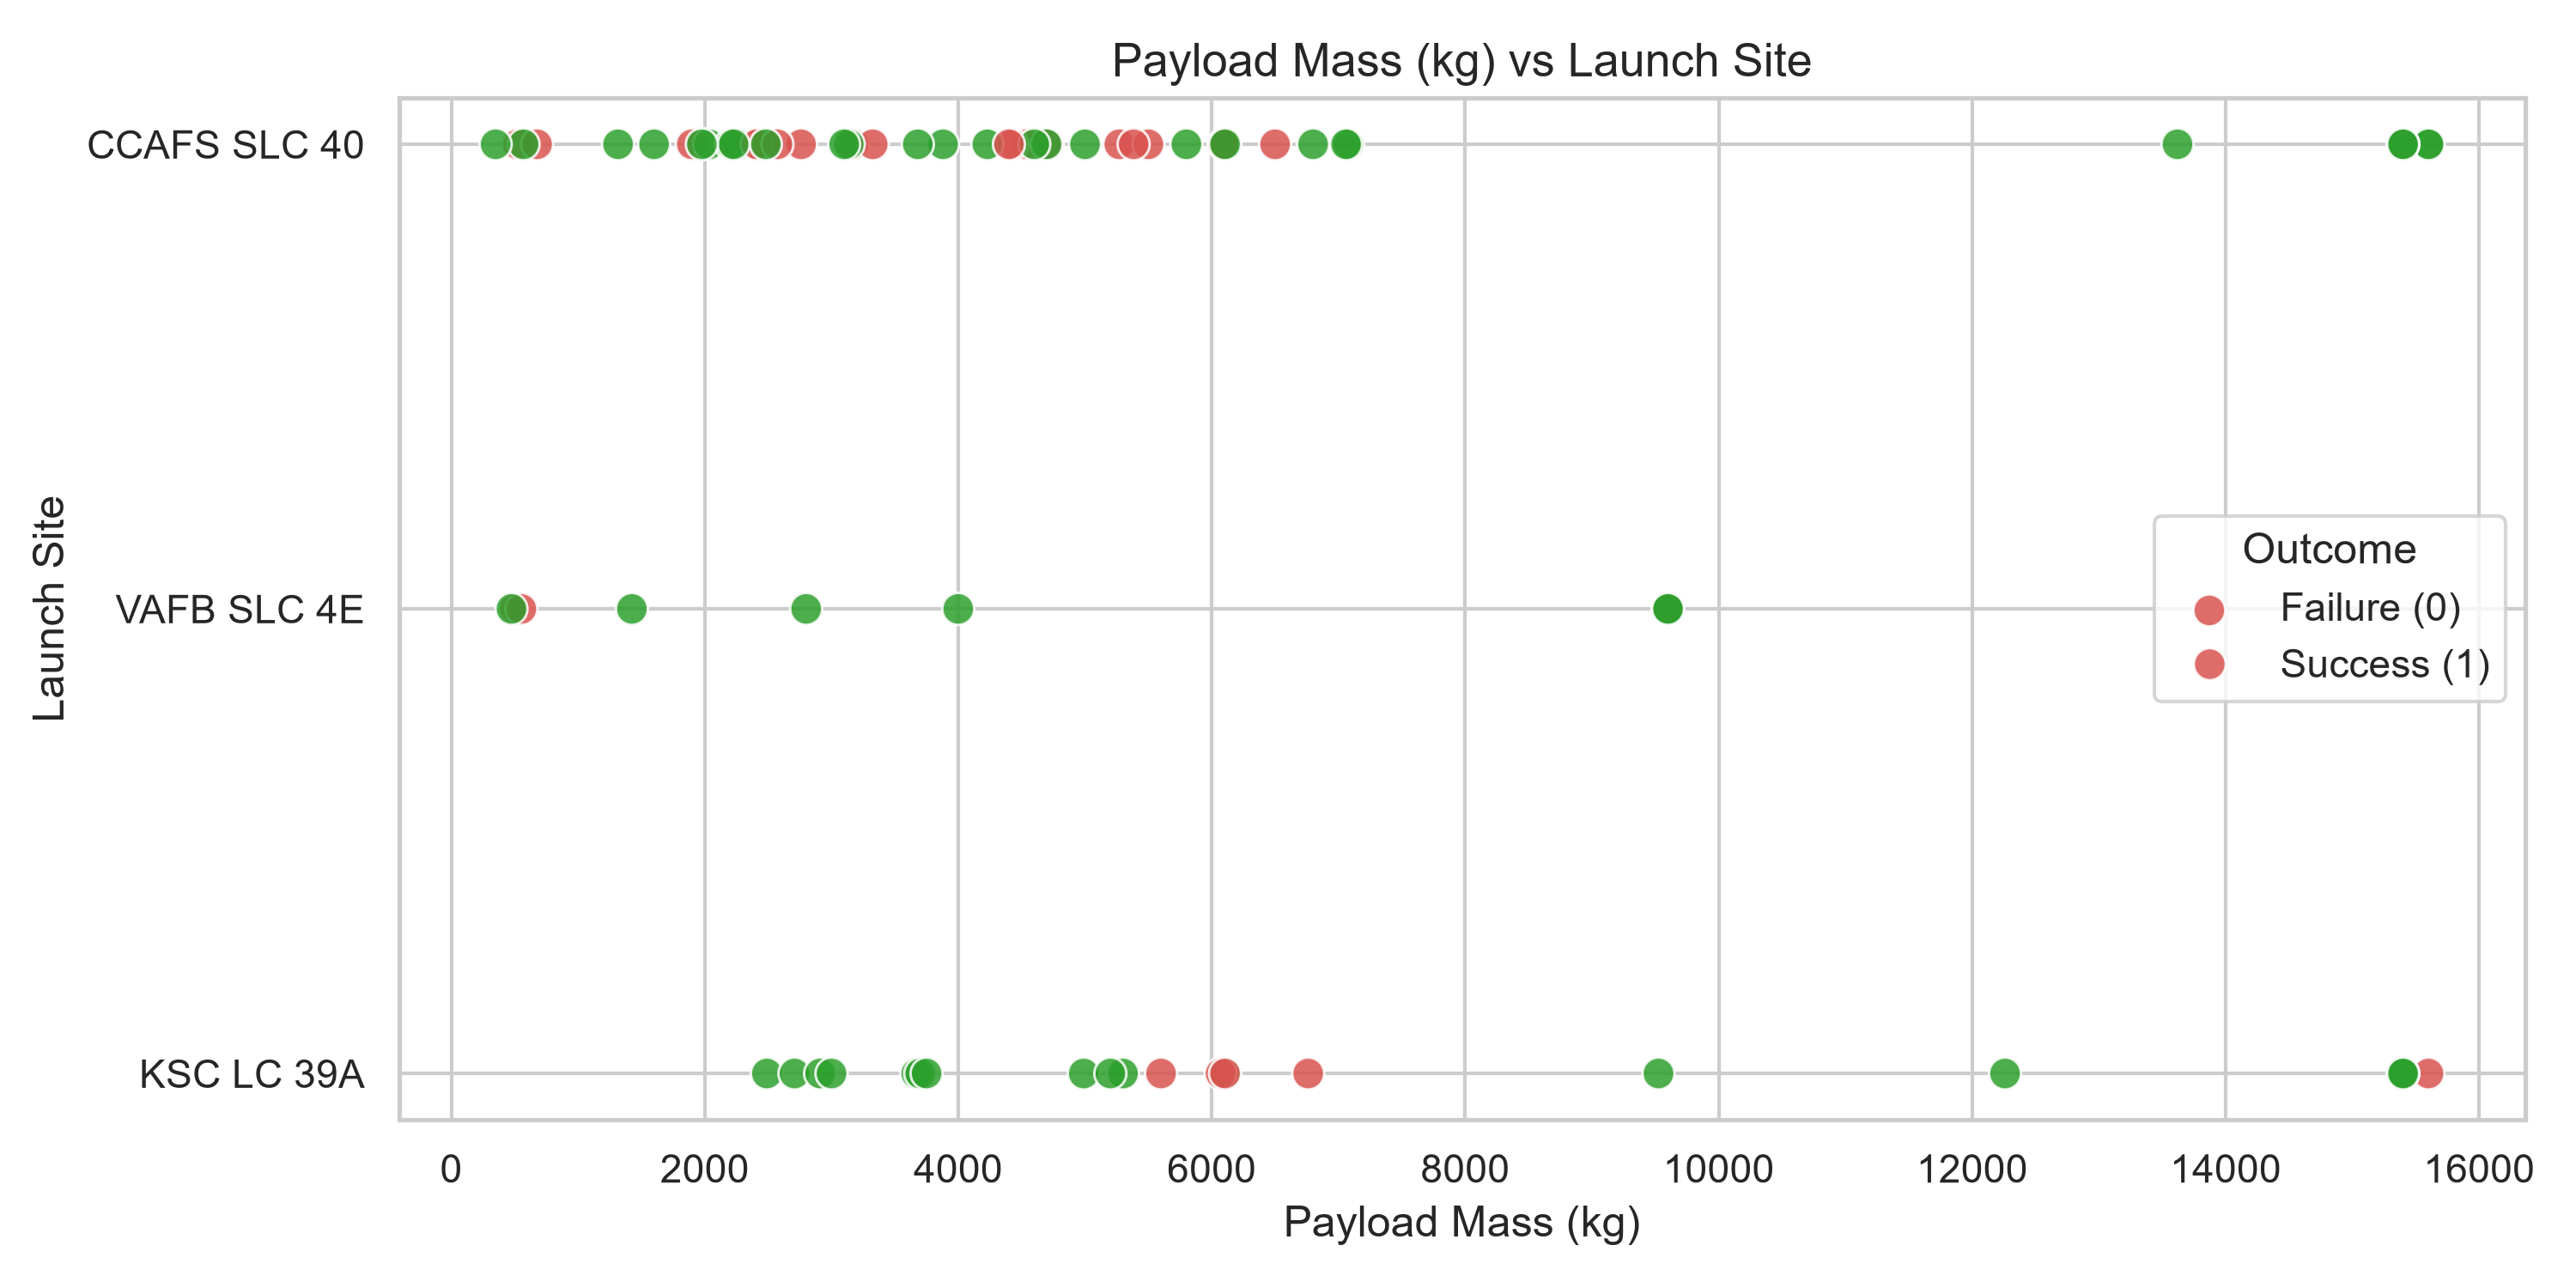 Payload Mass (kg) vs Launch Site
CCAFS SLC 40
VAFB SLC 4E
KSC LC 39A
Launch Site
Outcome
Failure (0)
Success (1)
0 2000 4000 6000 8000 10000 12000 14000 16000
Payload Mass (kg)